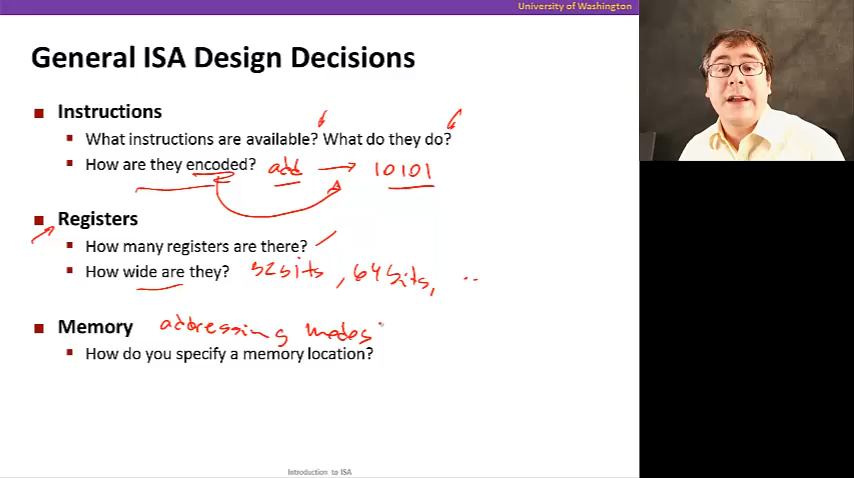 University of Washington
General ISA Design Decisions
Instructions
What instructions are available? What do they do?
How are they encoded? add → 10101
Registers
How many registers are there?
How wide are they? 32bits, 64bits, ..
Memory addressing modes
How do you specify a memory location?
Introduction to ISA